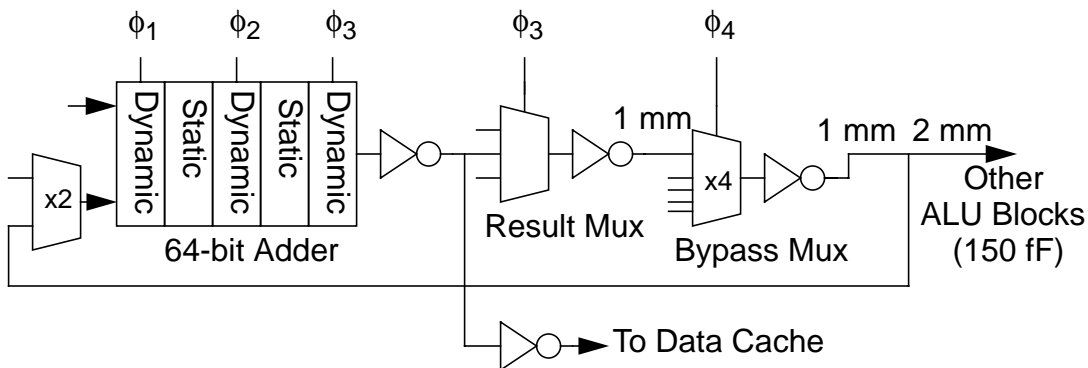 ϕ1 ϕ2 ϕ3 ϕ3 ϕ4
Dynamic
Static
Dynamic
Static
Dynamic
x2
64-bit Adder
Result Mux
1 mm
x4
Bypass Mux
1 mm 2 mm
Other
ALU Blocks
(150 fF)
To Data Cache